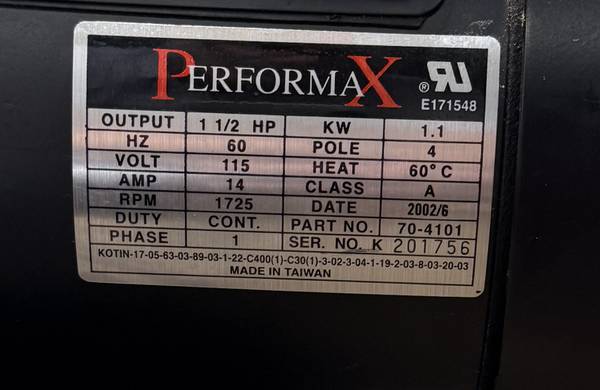 PERFORMAX ® RU
E171548
OUTPUT 1 1/2 HP KW 1.1
HZ 60 POLE 4
VOLT 115 HEAT 60°C
AMP 14 CLASS A
RPM 1725 DATE 2002/6
DUTY CONT. PART NO. 70-4101
PHASE 1 SER. NO. K 201756
KOTIN-17-05-63-03-89-03-1-22-C400(1)-C30(1)-3-02-3-04-1-19-2-03-8-03-20-03
MADE IN TAIWAN